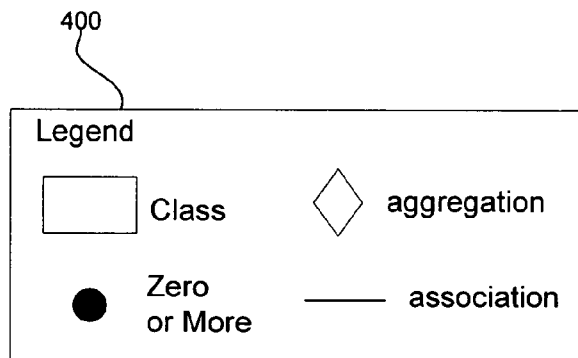 400
Legend
Class
aggregation
Zero
or More
association